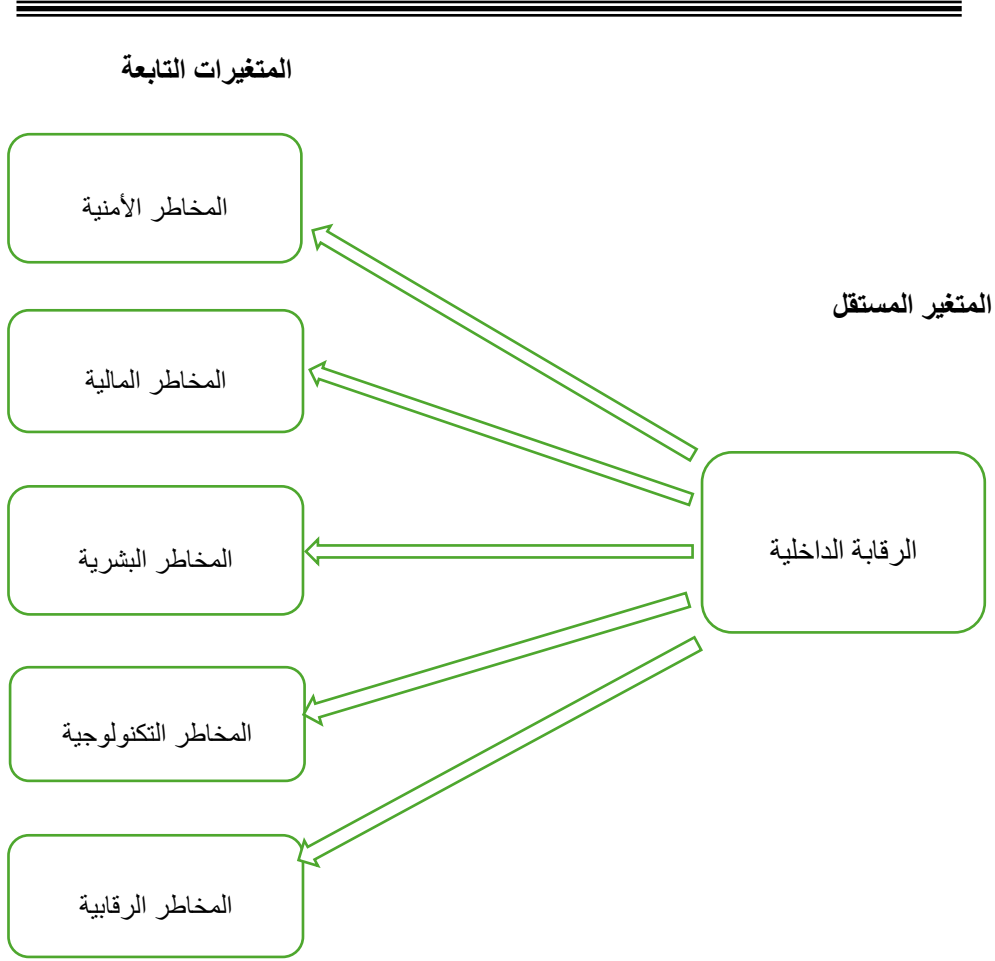 المتغيرات التابعة
المخاطر الأمنية
المتغير المستقل
المخاطر المالية
الرقابة الداخلية
المخاطر البشرية
المخاطر التكنولوجية
المخاطر الرقابية